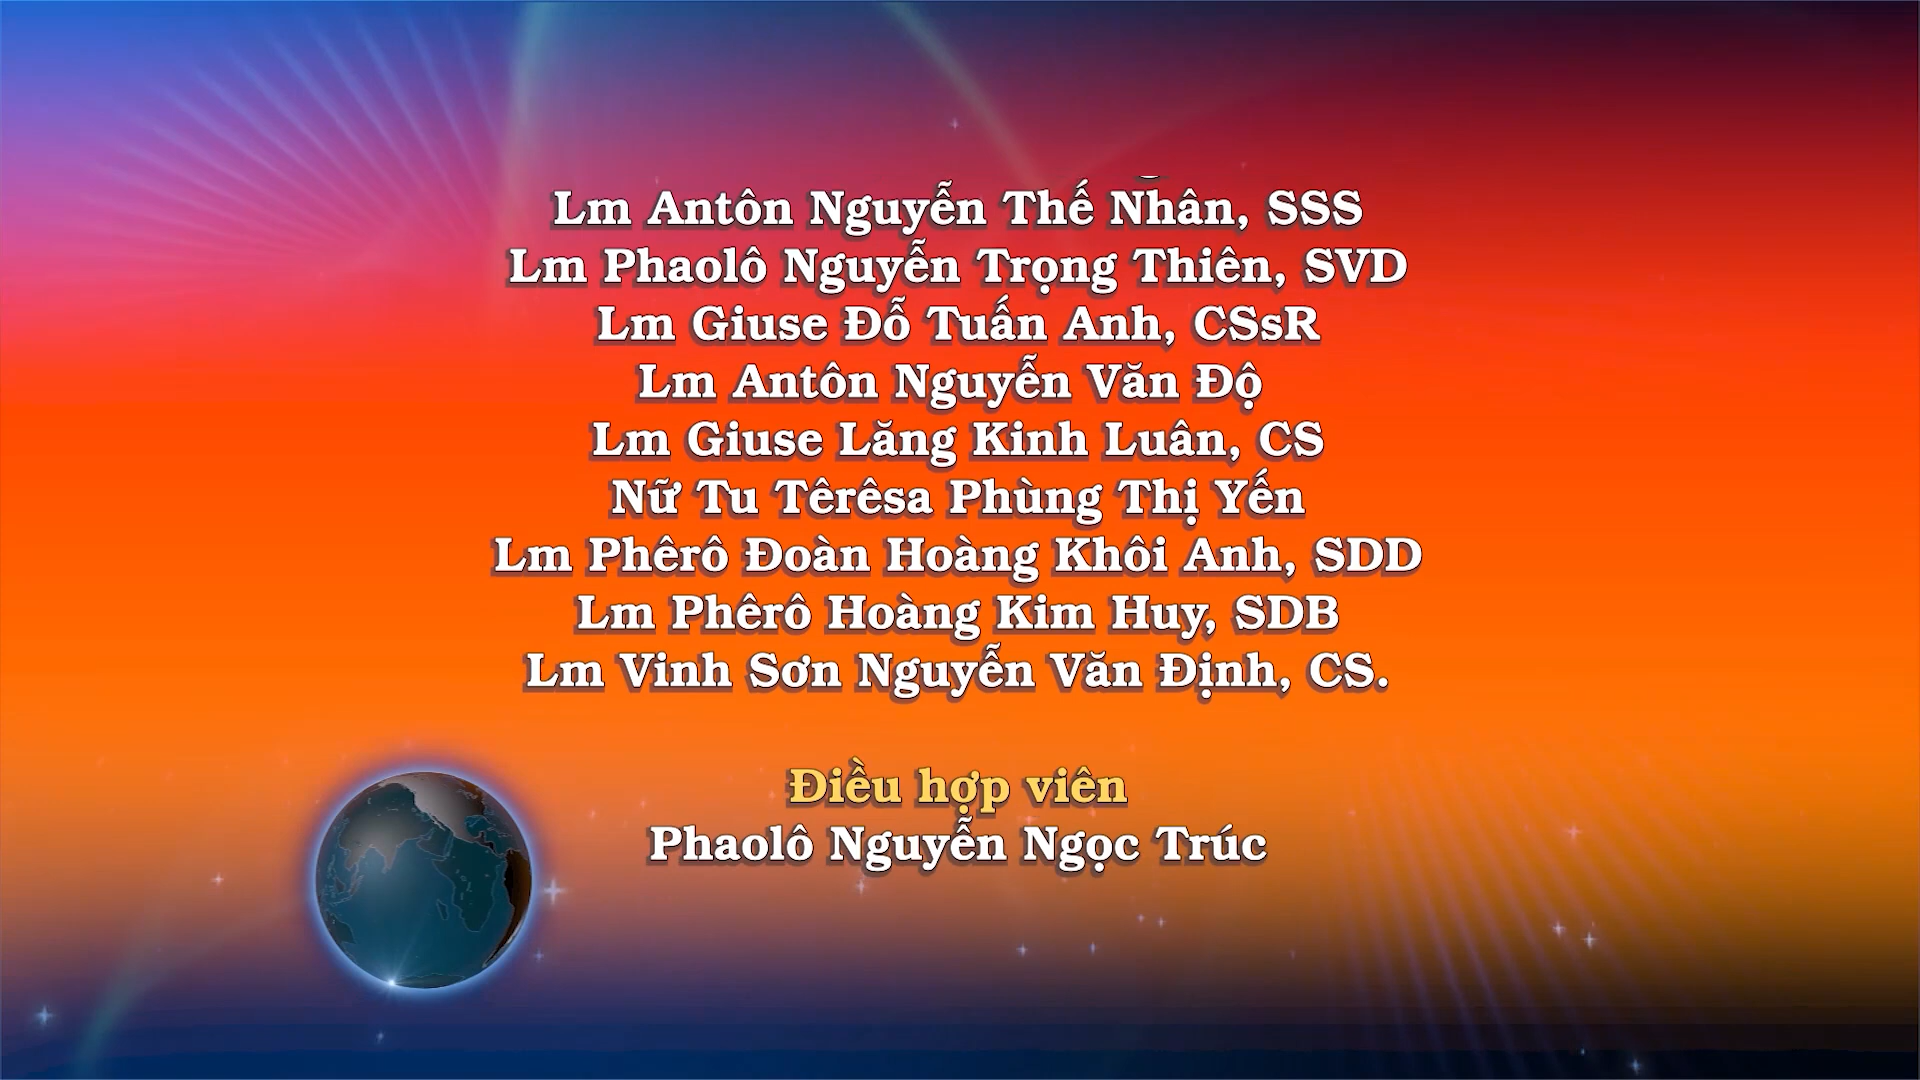 Lm Antôn Nguyễn Thế Nhân, SSS
Lm Phaolô Nguyễn Trọng Thiên, SVD
Lm Giuse Đỗ Tuấn Anh, CSsR
Lm Antôn Nguyễn Văn Độ
Lm Giuse Lăng Kinh Luân, CS
Nữ Tu Têrêsa Phùng Thị Yến
Lm Phêrô Đoàn Hoàng Khôi Anh, SDD
Lm Phêrô Hoàng Kim Huy, SDB
Lm Vinh Sơn Nguyễn Văn Định, CS.
Điều hợp viên
Phaolô Nguyễn Ngọc Trúc